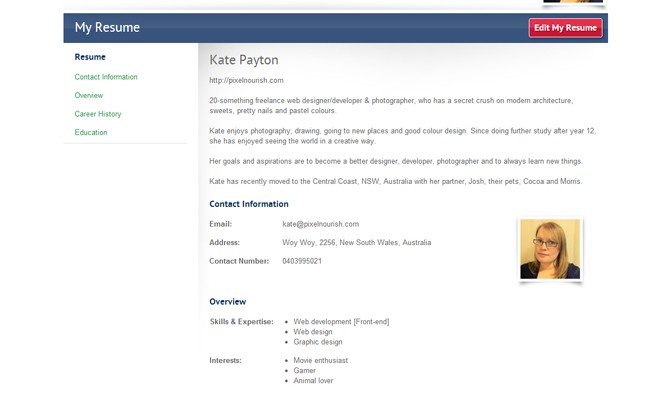 My Resume
Edit My Resume
Resume
Contact Information
Overview
Career History
Education
Kate Payton
http://pixelnourish.com
20-something freelance web designer/developer & photographer, who has a secret crush on modern architecture,
sweets, pretty nails and pastel colours.
Kate enjoys photography, drawing, going to new places and good colour design. Since doing further study after year 12,
she has enjoyed seeing the world in a creative way.
Her goals and aspirations are to become a better designer, developer, photographer and to always learn new things.
Kate has recently moved to the Central Coast, NSW, Australia with her partner, Josh, their pets, Cocoa and Morris.
Contact Information
Email: kate@pixelnourish.com
Address: Woy Woy, 2256, New South Wales, Australia
Contact Number: 0403995021
Overview
Skills & Expertise: • Web development [Front-end]
• Web design
• Graphic design
Interests: • Movie enthusiast
• Gamer
• Animal lover